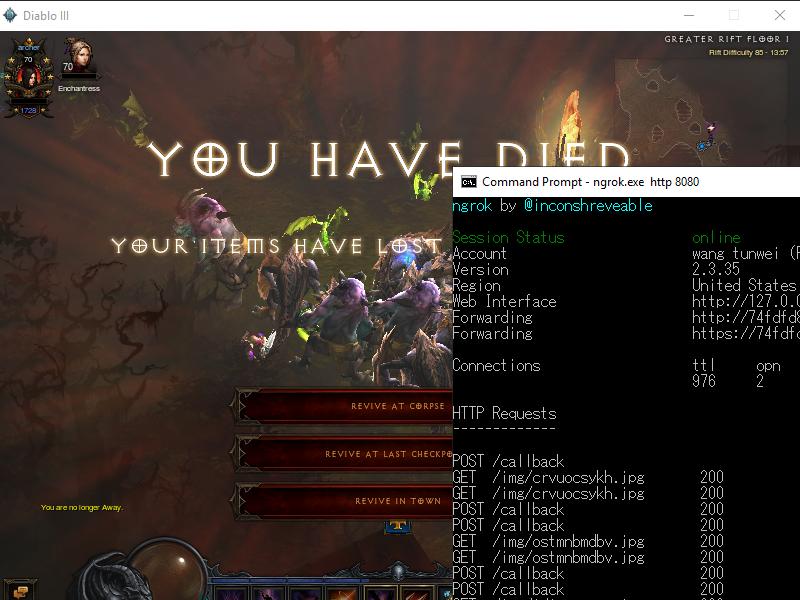 Diablo III
archer
70
1728
70
Enchantress
GREATER RIFT FLOOR 1
Rift Difficulty 85 - 13:57
YOU HAVE DIED
YOUR ITEMS HAVE LOST
REVIVE AT CORPSE
REVIVE AT LAST CHECKPO
REVIVE IN TOWN
You are no longer Away.
Command Prompt - ngrok.exe http 8080
ngrok by @inconshreveable
Session Status online
Account wang tunwei (F
Version 2.3.35
Region United States
Web Interface http://127.0.0
Forwarding http://74fdfd8
Forwarding https://74fdfd
Connections ttl opn
976 2
HTTP Requests
-------------
POST /callback
GET /img/crvuocsykh.jpg 200
GET /img/crvuocsykh.jpg 200
POST /callback 200
POST /callback 200
GET /img/ostmnbmdbv.jpg 200
GET /img/ostmnbmdbv.jpg 200
POST /callback 200
POST /callback 200